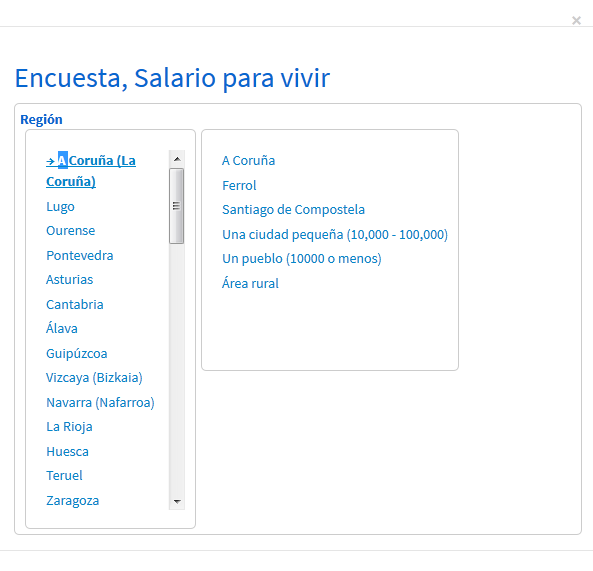 ×
Encuesta, Salario para vivir
Región
→ A Coruña (La
Coruña)
Lugo
Ourense
Pontevedra
Asturias
Cantabria
Álava
Guipúzcoa
Vizcaya (Bizkaia)
Navarra (Nafarroa)
La Rioja
Huesca
Teruel
Zaragoza
A Coruña
Ferrol
Santiago de Compostela
Una ciudad pequeña (10,000 - 100,000)
Un pueblo (10000 o menos)
Área rural